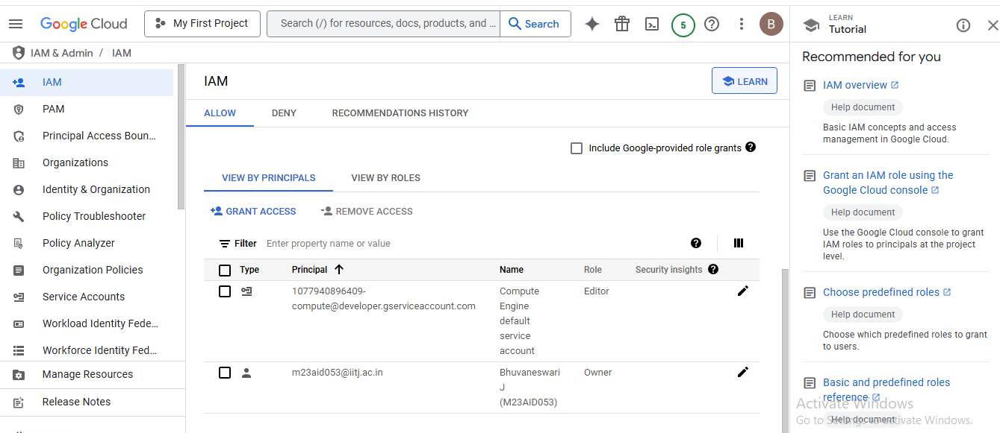 Google Cloud
My First Project
Search (/) for resources, docs, products, and ...
Search
5
B
LEARN
Tutorial
IAM & Admin / IAM
IAM
PAM
Principal Access Boun...
Organizations
Identity & Organization
Policy Troubleshooter
Policy Analyzer
Organization Policies
Service Accounts
Workload Identity Fede...
Workforce Identity Fed...
Manage Resources
Release Notes
IAM
LEARN
ALLOW
DENY
RECOMMENDATIONS HISTORY
Include Google-provided role grants
VIEW BY PRINCIPALS
VIEW BY ROLES
GRANT ACCESS
REMOVE ACCESS
Filter Enter property name or value
Type Principal Name Role Security insights
1077940896409-
compute@developer.gserviceaccount.com
Compute
Engine
default
service
account
Editor
m23aid053@iitj.ac.in
Bhuvaneswari
J
(M23AID053)
Owner
Recommended for you
IAM overview
Help document
Basic IAM concepts and access
management in Google Cloud.
Grant an IAM role using the
Google Cloud console
Help document
Use the Google Cloud console to grant
IAM roles to principals at the project
level.
Choose predefined roles
Help document
Choose which predefined roles to grant
to users.
Basic and predefined roles
reference
Help document
Activate Windows
Go to Settings to activate Windows.